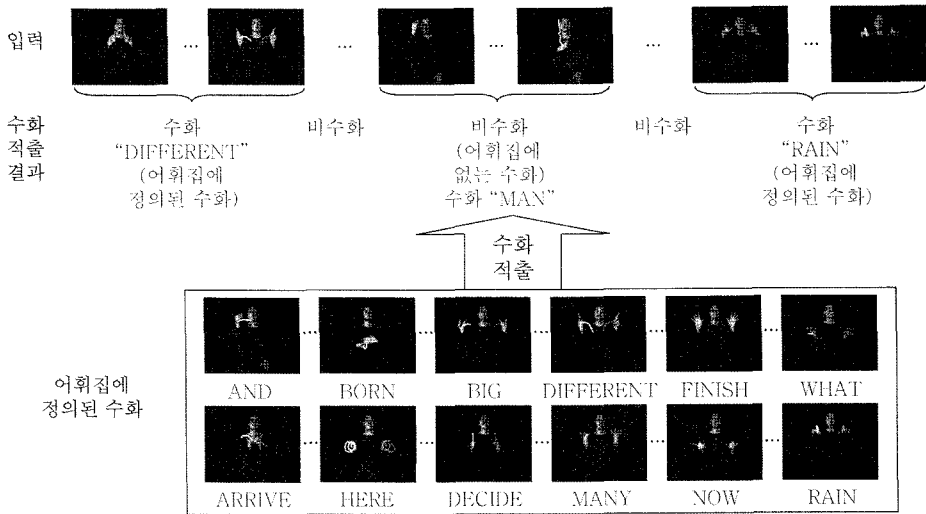 입력
... ... ... ... ...
수화
적출
결과
수화
"DIFFERENT"
(어휘집에
정의된 수화)
비수화
비수화
(어휘집에
없는 수화)
수화 "MAN"
비수화
수화
"RAIN"
(어휘집에
정의된 수화)
수화
적출
어휘집에
정의된 수화
... ... ... ... ...
AND BORN BIG DIFFERENT FINISH WHAT
... ... ... ... ...
ARRIVE HERE DECIDE MANY NOW RAIN